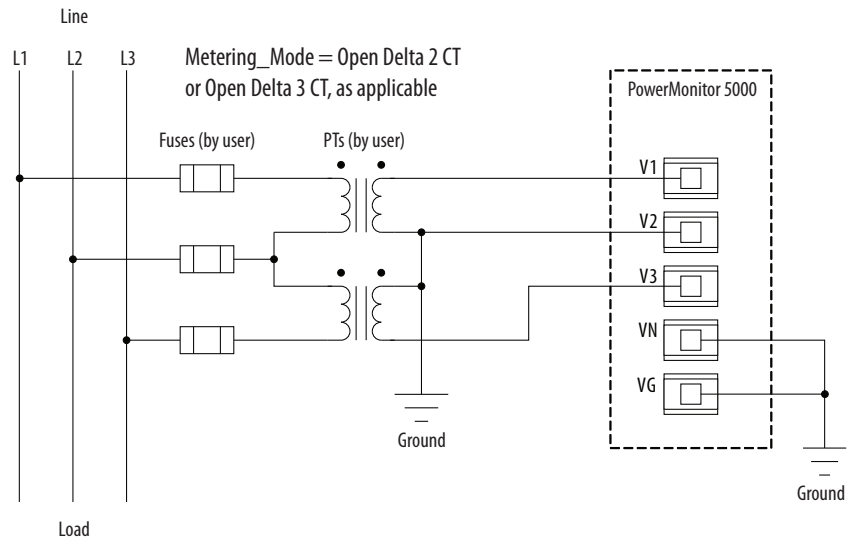 Line
L1
L2
L3
Metering_Mode = Open Delta 2 CT
or Open Delta 3 CT, as applicable
PowerMonitor 5000
Fuses (by user)
PTs (by user)
V1
V2
V3
VN
VG
Ground
Ground
Load